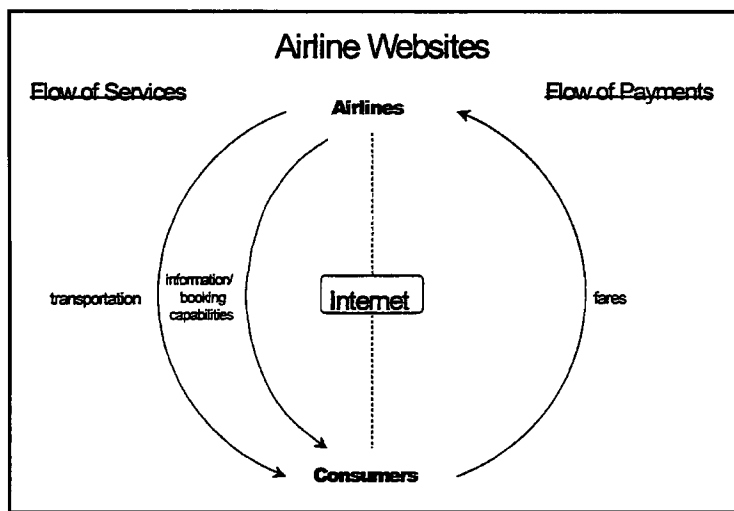 Airline Websites
Flow of Services
Flow of Payments
Airlines
transportation
information/
booking
capabilities
Internet
fares
Consumers